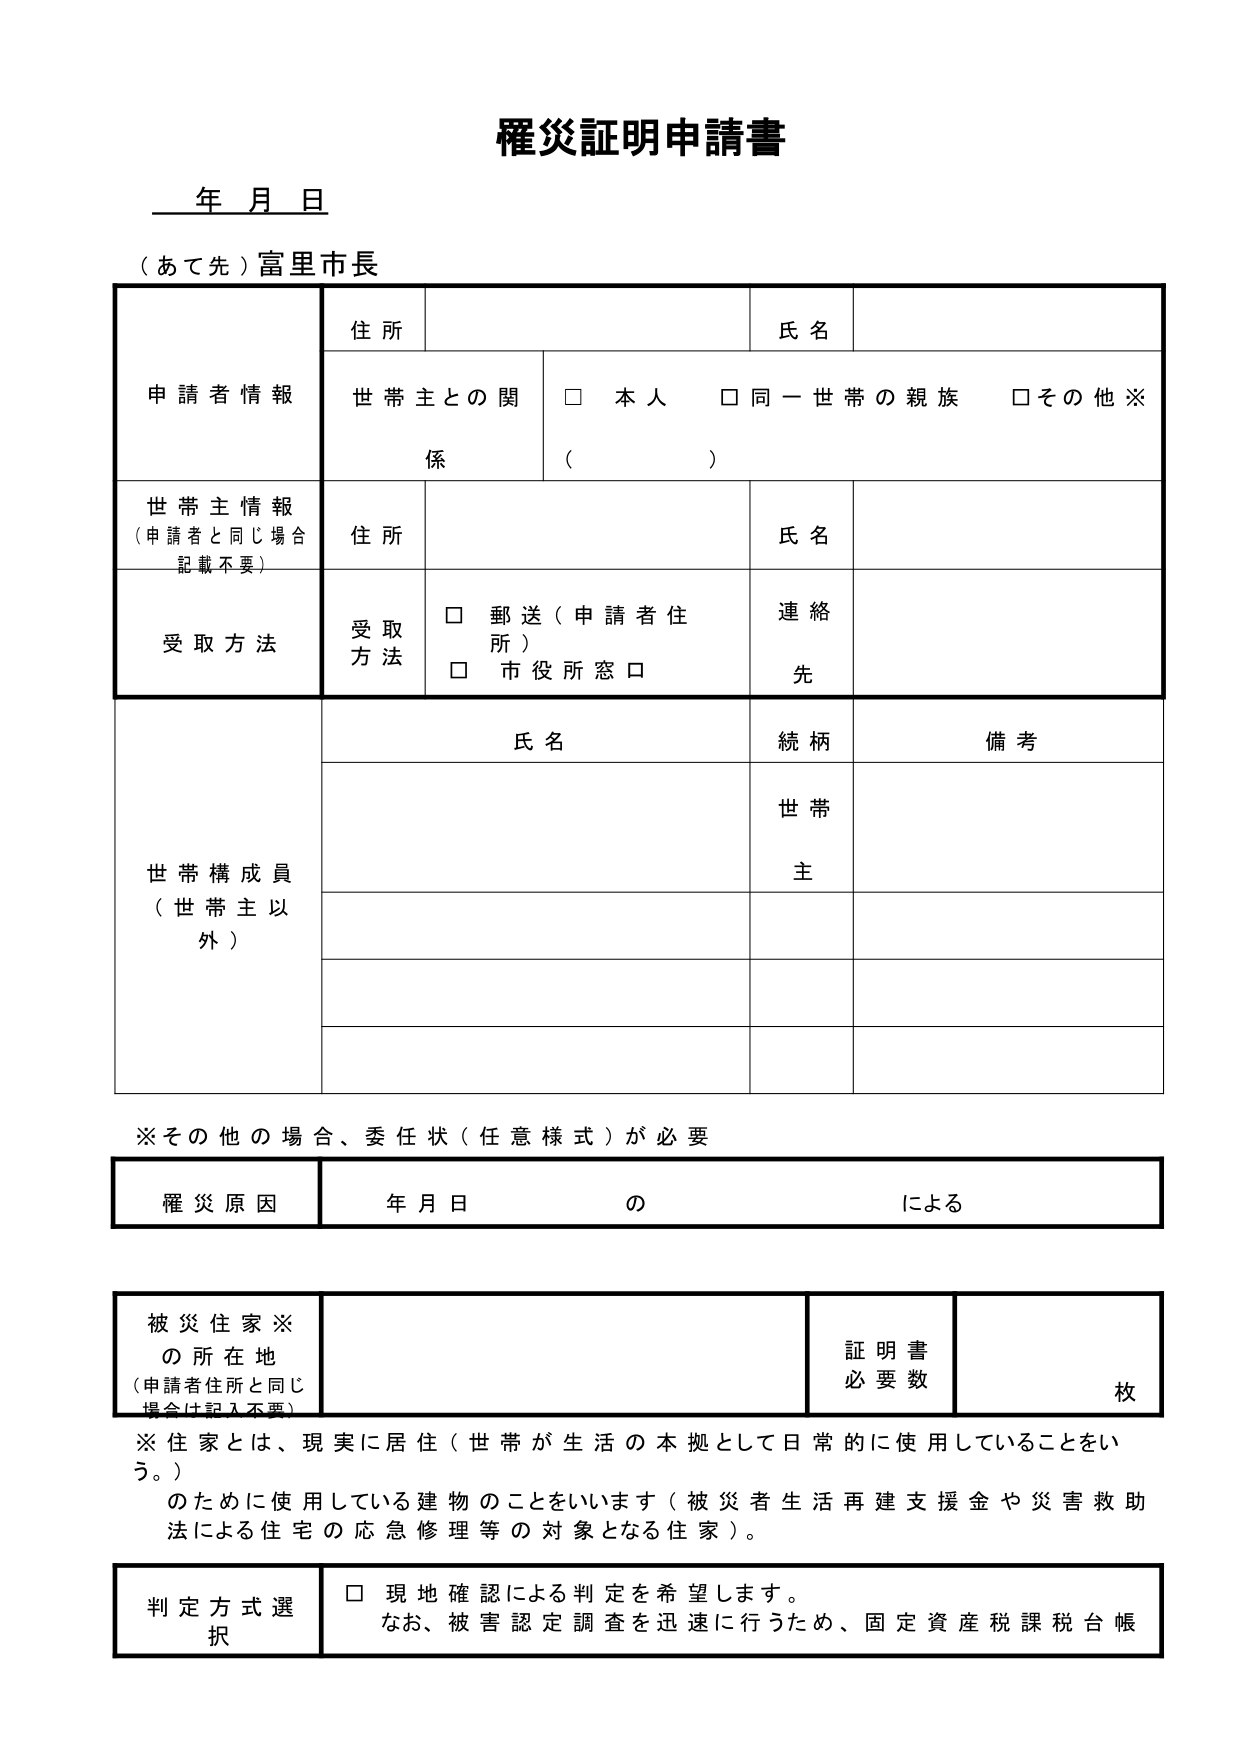 罹災証明申請書
年 月 日
（あて先）富里市長
申請者情報
住所
氏名
世帯主との関
係
□ 本人 □同一世帯の親族 □その他※
（ ）
世帯主情報
（申請者と同じ場合
記載不要）
住所
氏名
受取方法
受取
方法
□ 郵送（申請者住
所）
□ 市役所窓口
連絡
先
世帯構成員
（世帯主以
外）
氏名
続柄
備考
世帯
主
※その他の場合、委任状（任意様式）が必要
罹災原因
年月日 の による
被災住家※
の所在地
（申請者住所と同じ
場合は記入不要）
証明書
必要数
枚
※住家とは、現実に居住（世帯が生活の本拠として日常的に使用していることをい
う。）
のために使用している建物のことをいいます（被災者生活再建支援金や災害救助
法による住宅の応急修理等の対象となる住家）。
判定方式選
択
□ 現地確認による判定を希望します。
なお、被害認定調査を迅速に行うため、固定資産税課税台帳